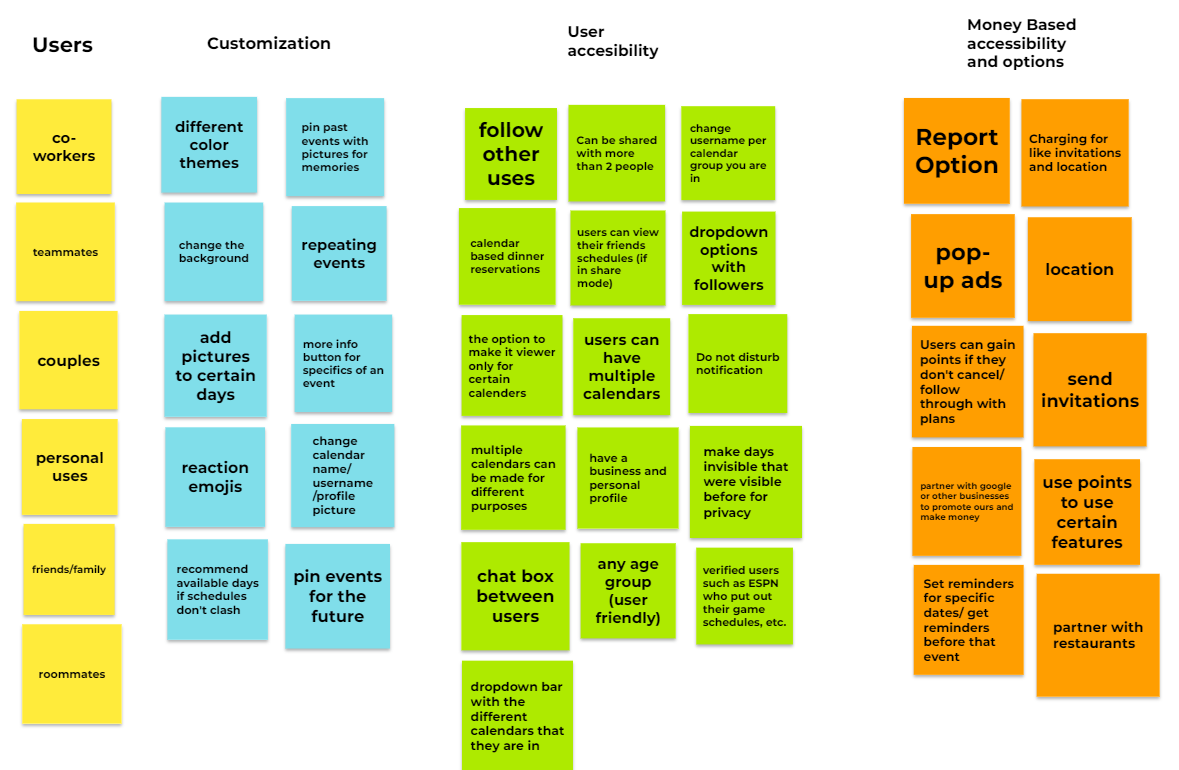 Users
co-
workers
teammates
couples
personal
uses
friends/family
roommates
Customization
different
color
themes
pin past
events with
pictures for
memories
change the
background
repeating
events
add
pictures
to certain
days
more info
button for
specifics of an
event
reaction
emojis
change
calendar
name/
username
/profile
picture
recommend
available days
if schedules
don't clash
pin events
for the
future
User
accesibility
follow
other
uses
Can be shared
with more
than 2 people
change
username per
calendar
group you are
in
calendar
based dinner
reservations
users can view
their friends
schedules (if
in share
mode)
dropdown
options
with
followers
the option to
make it viewer
only for
certain
calenders
users can
have
multiple
calendars
Do not disturb
notification
multiple
calendars can
be made for
different
purposes
have a
business and
personal
profile
make days
invisible that
were visible
before for
privacy
chat box
between
users
any age
group
(user
friendly)
verified users
such as ESPN
who put out
their game
schedules, etc.
dropdown bar
with the
different
calendars that
they are in
Money Based
accessibility
and options
Report
Option
Charging for
like invitations
and location
pop-
up ads
location
Users can gain
points if they
don't cancel/
follow
through with
plans
send
invitations
partner with google
or other businesses
to promote ours and
make money
use points
to use
certain
features
Set reminders
for specific
dates/ get
reminders
before that
event
partner with
restaurants